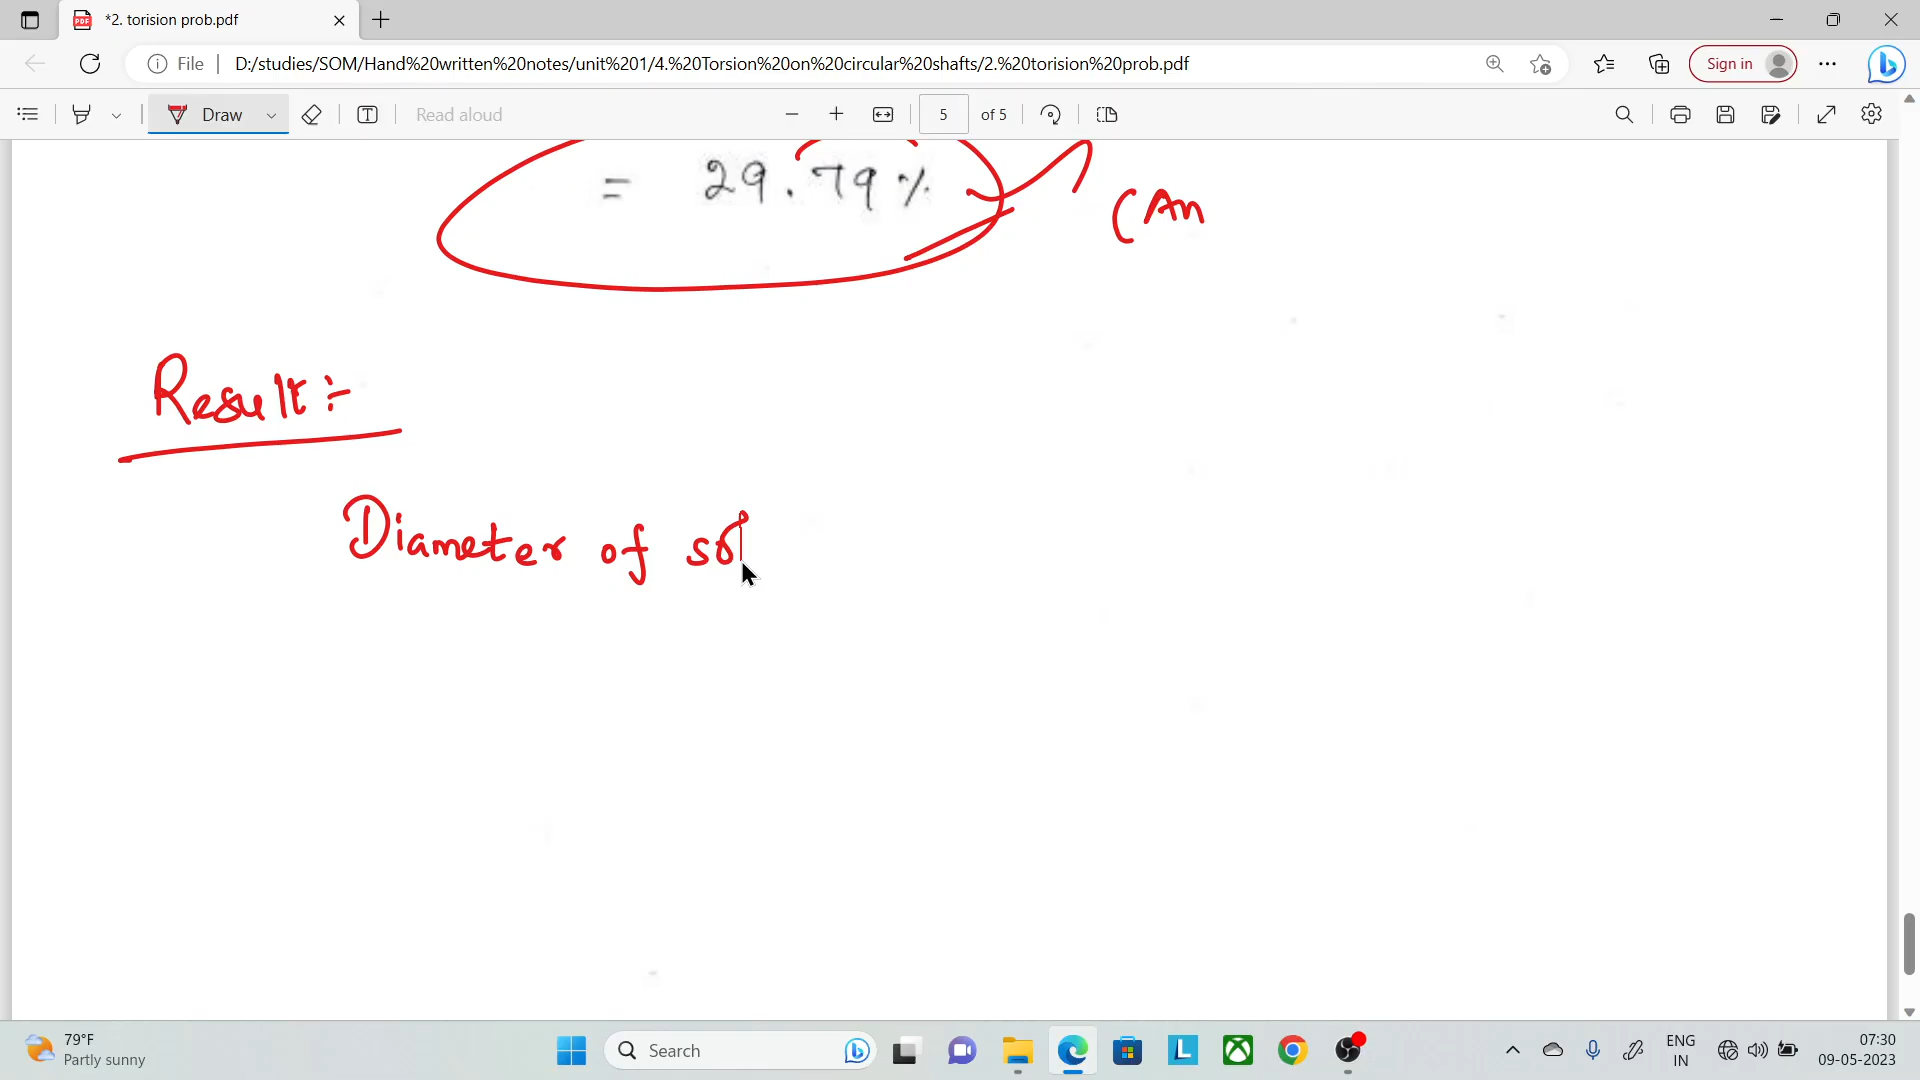 *2. torision prob.pdf
File
D:/studies/SOM/Hand%20written%20notes/unit%201/4.%20Torsion%20on%20circular%20shafts/2.%20torision%20prob.pdf
Sign in
Draw
Read aloud
5 of 5
= 29.79%
(An
Result:-
Diameter of sol
79°F
Partly sunny
Search
ENG
IN
07:30
09-05-2023